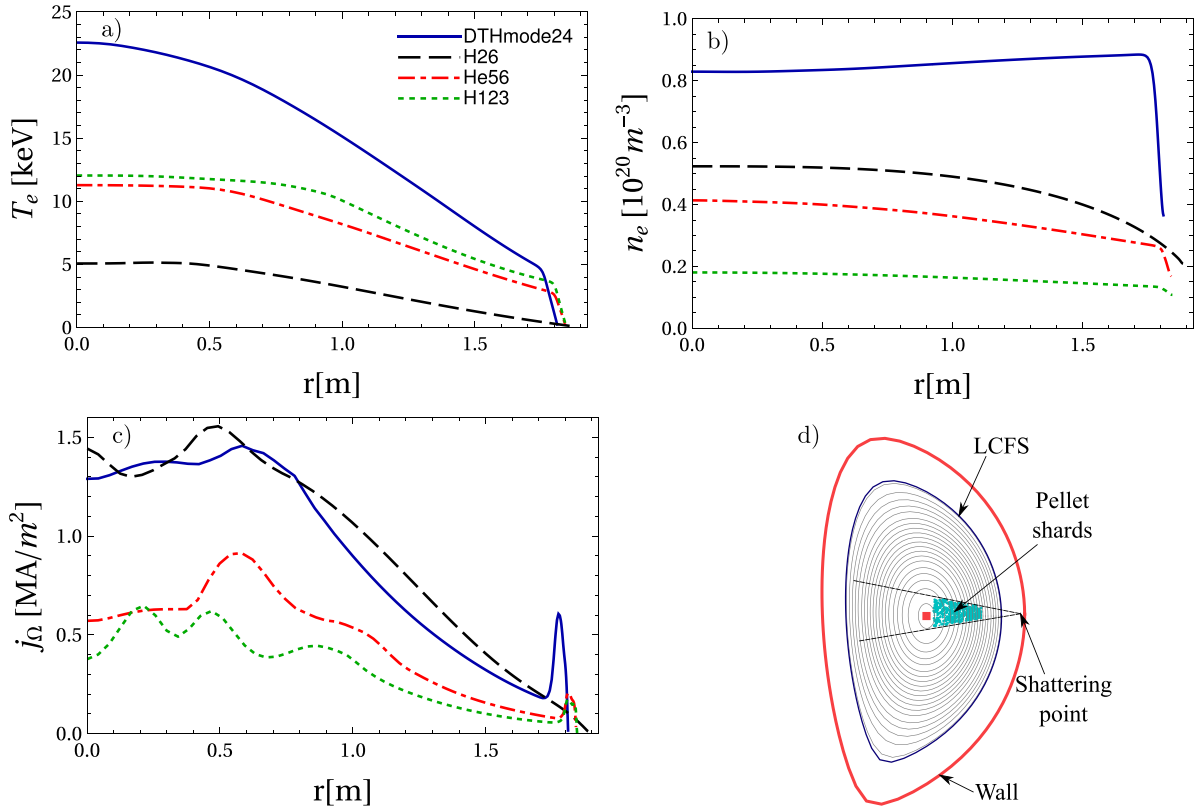 a)
25
20
15
10
5
0
T_e [keV]
0.0 0.5 1.0 1.5
r[m]
DTHmode24
H26
He56
H123
b)
1.0
0.8
0.6
0.4
0.2
0.0
n_e [10^{20} m^{-3}]
0.0 0.5 1.0 1.5
r[m]
c)
1.5
1.0
0.5
0.0
j_Ω [MA/m^2]
0.0 0.5 1.0 1.5
r[m]
d)
LCFS
Pellet
shards
Shattering
point
Wall